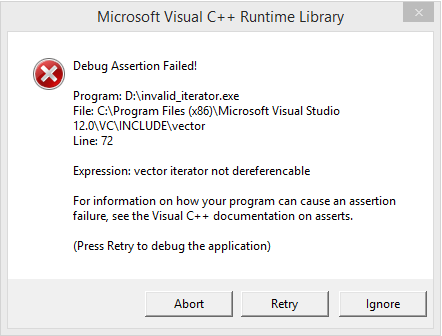 Microsoft Visual C++ Runtime Library
Debug Assertion Failed!
Program: D:\invalid_iterator.exe
File: C:\Program Files (x86)\Microsoft Visual Studio
12.0\VC\INCLUDE\vector
Line: 72
Expression: vector iterator not dereferencable
For information on how your program can cause an assertion
failure, see the Visual C++ documentation on asserts.
(Press Retry to debug the application)
Abort Retry Ignore